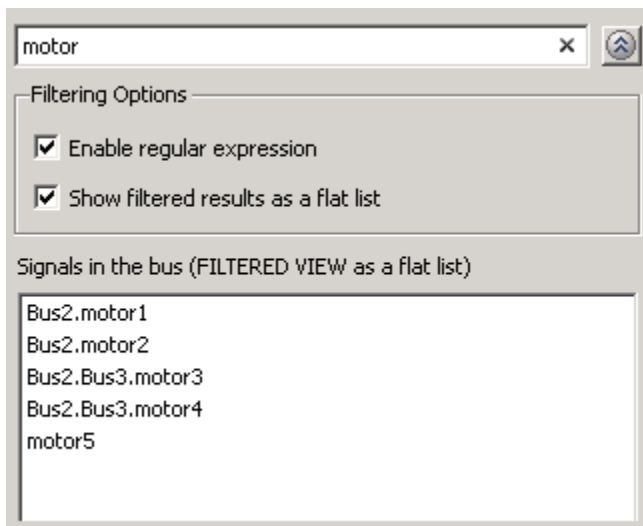 motor
Filtering Options
Enable regular expression
Show filtered results as a flat list
Signals in the bus (FILTERED VIEW as a flat list)
Bus2.motor1
Bus2.motor2
Bus2.Bus3.motor3
Bus2.Bus3.motor4
motor5